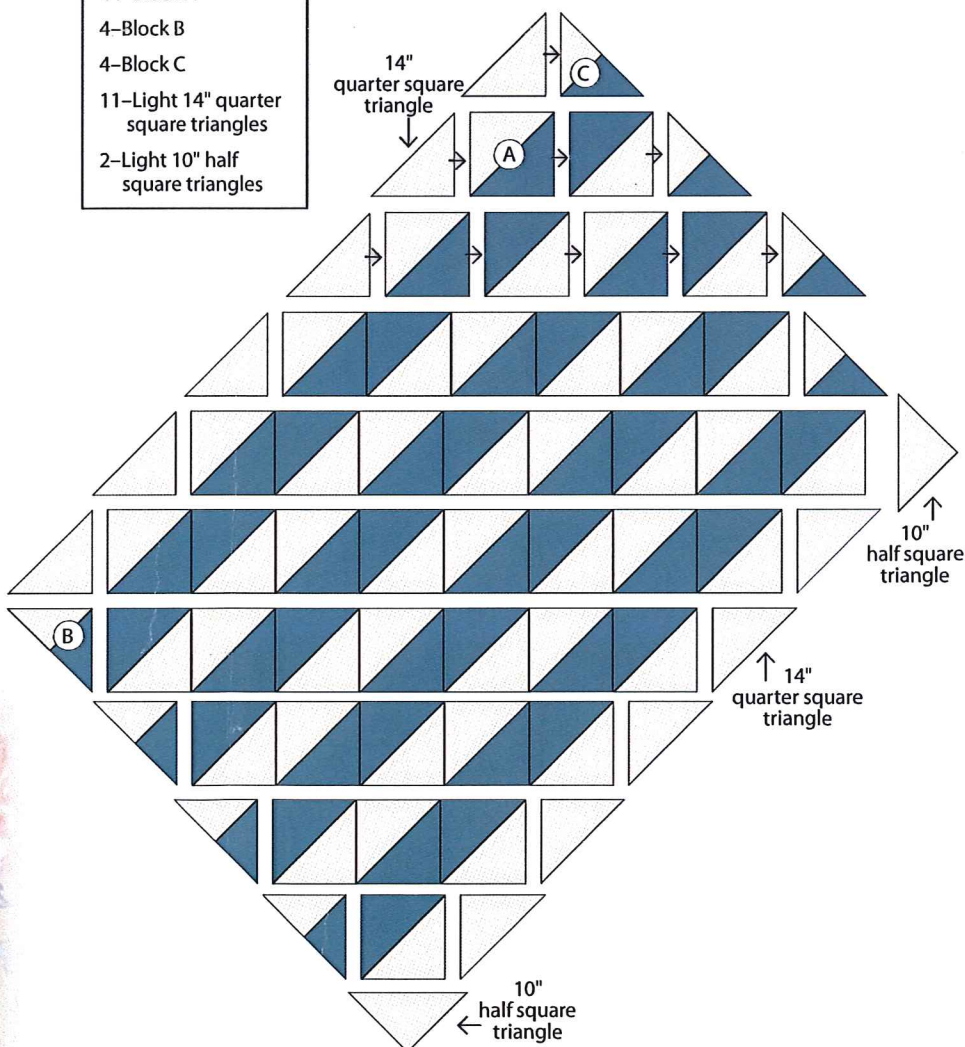 4–Block B
4–Block C
11–Light 14" quarter
square triangles
2–Light 10" half
square triangles
14"
quarter square
triangle
C
A
10"
half square
triangle
B
14"
quarter square
triangle
10"
half square
triangle